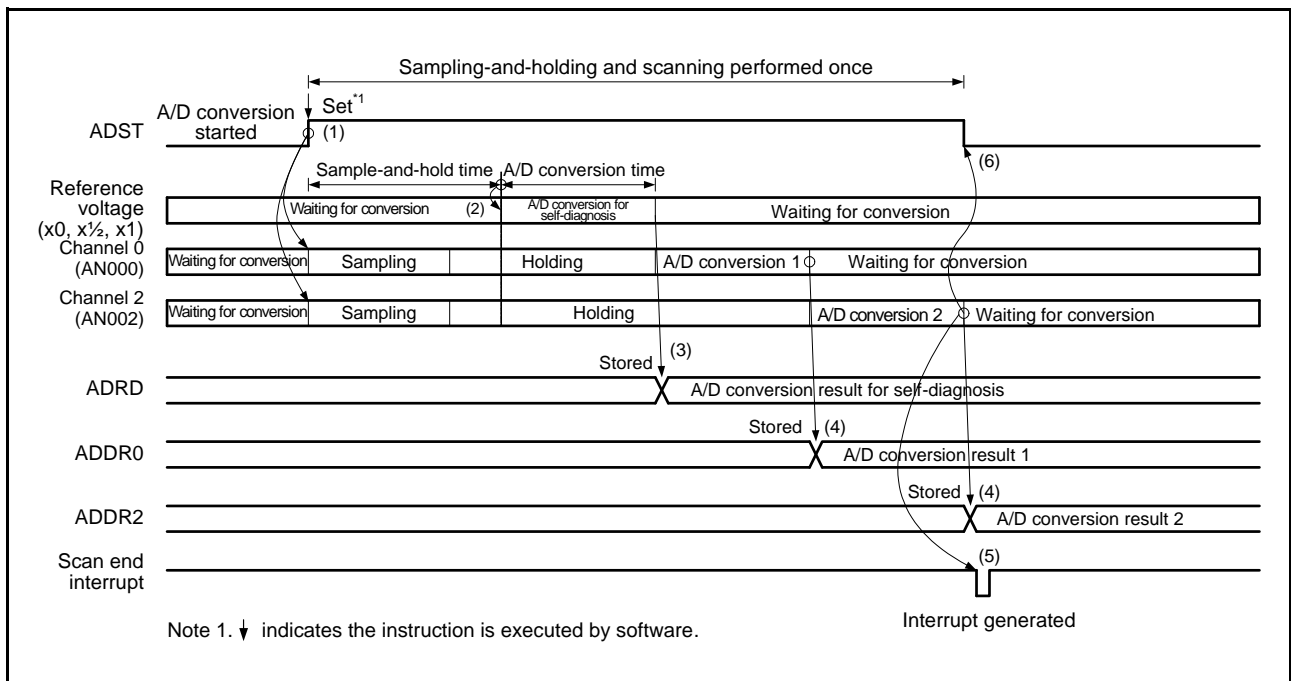 Sampling-and-holding and scanning performed once
A/D conversion
started
Set*1
ADST
(1)
(6)
Sample-and-hold time
A/D conversion time
Reference
voltage
(x0, x½, x1)
Waiting for conversion
(2)
A/D conversion for
self-diagnosis
Waiting for conversion
Channel 0
(AN000)
Waiting for conversion
Sampling
Holding
A/D conversion 1
Waiting for conversion
Channel 2
(AN002)
Waiting for conversion
Sampling
Holding
A/D conversion 2
Waiting for conversion
Stored
(3)
ADRD
A/D conversion result for self-diagnosis
Stored
(4)
ADDR0
A/D conversion result 1
Stored
(4)
ADDR2
A/D conversion result 2
Scan end
interrupt
(5)
Interrupt generated
Note 1. indicates the instruction is executed by software.